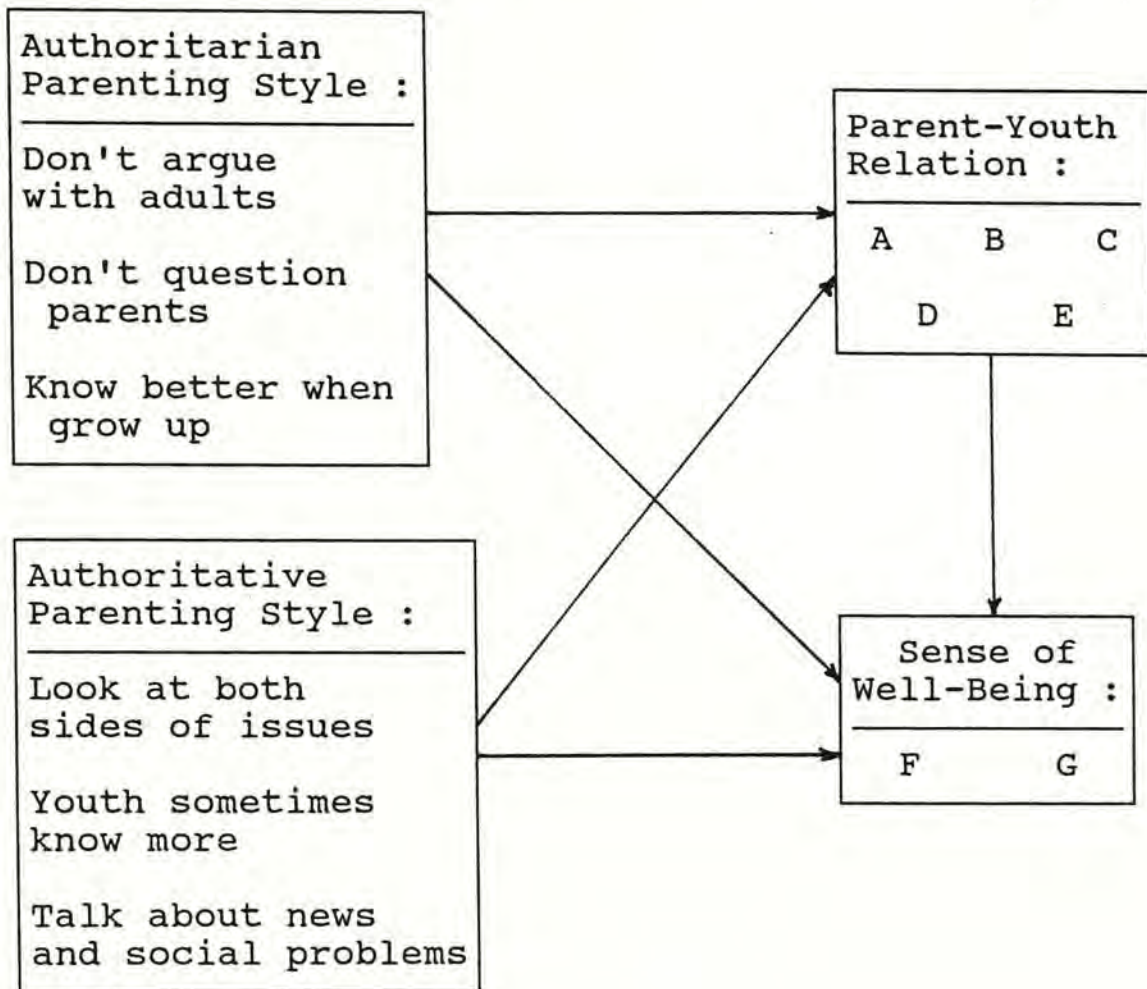 Authoritarian
Parenting Style :
Don't argue
with adults
Don't question
parents
Know better when
grow up
Parent-Youth
Relation :
A B C
D E
Authoritative
Parenting Style :
Look at both
sides of issues
Youth sometimes
know more
Talk about news
and social problems
Sense of
Well-Being :
F G